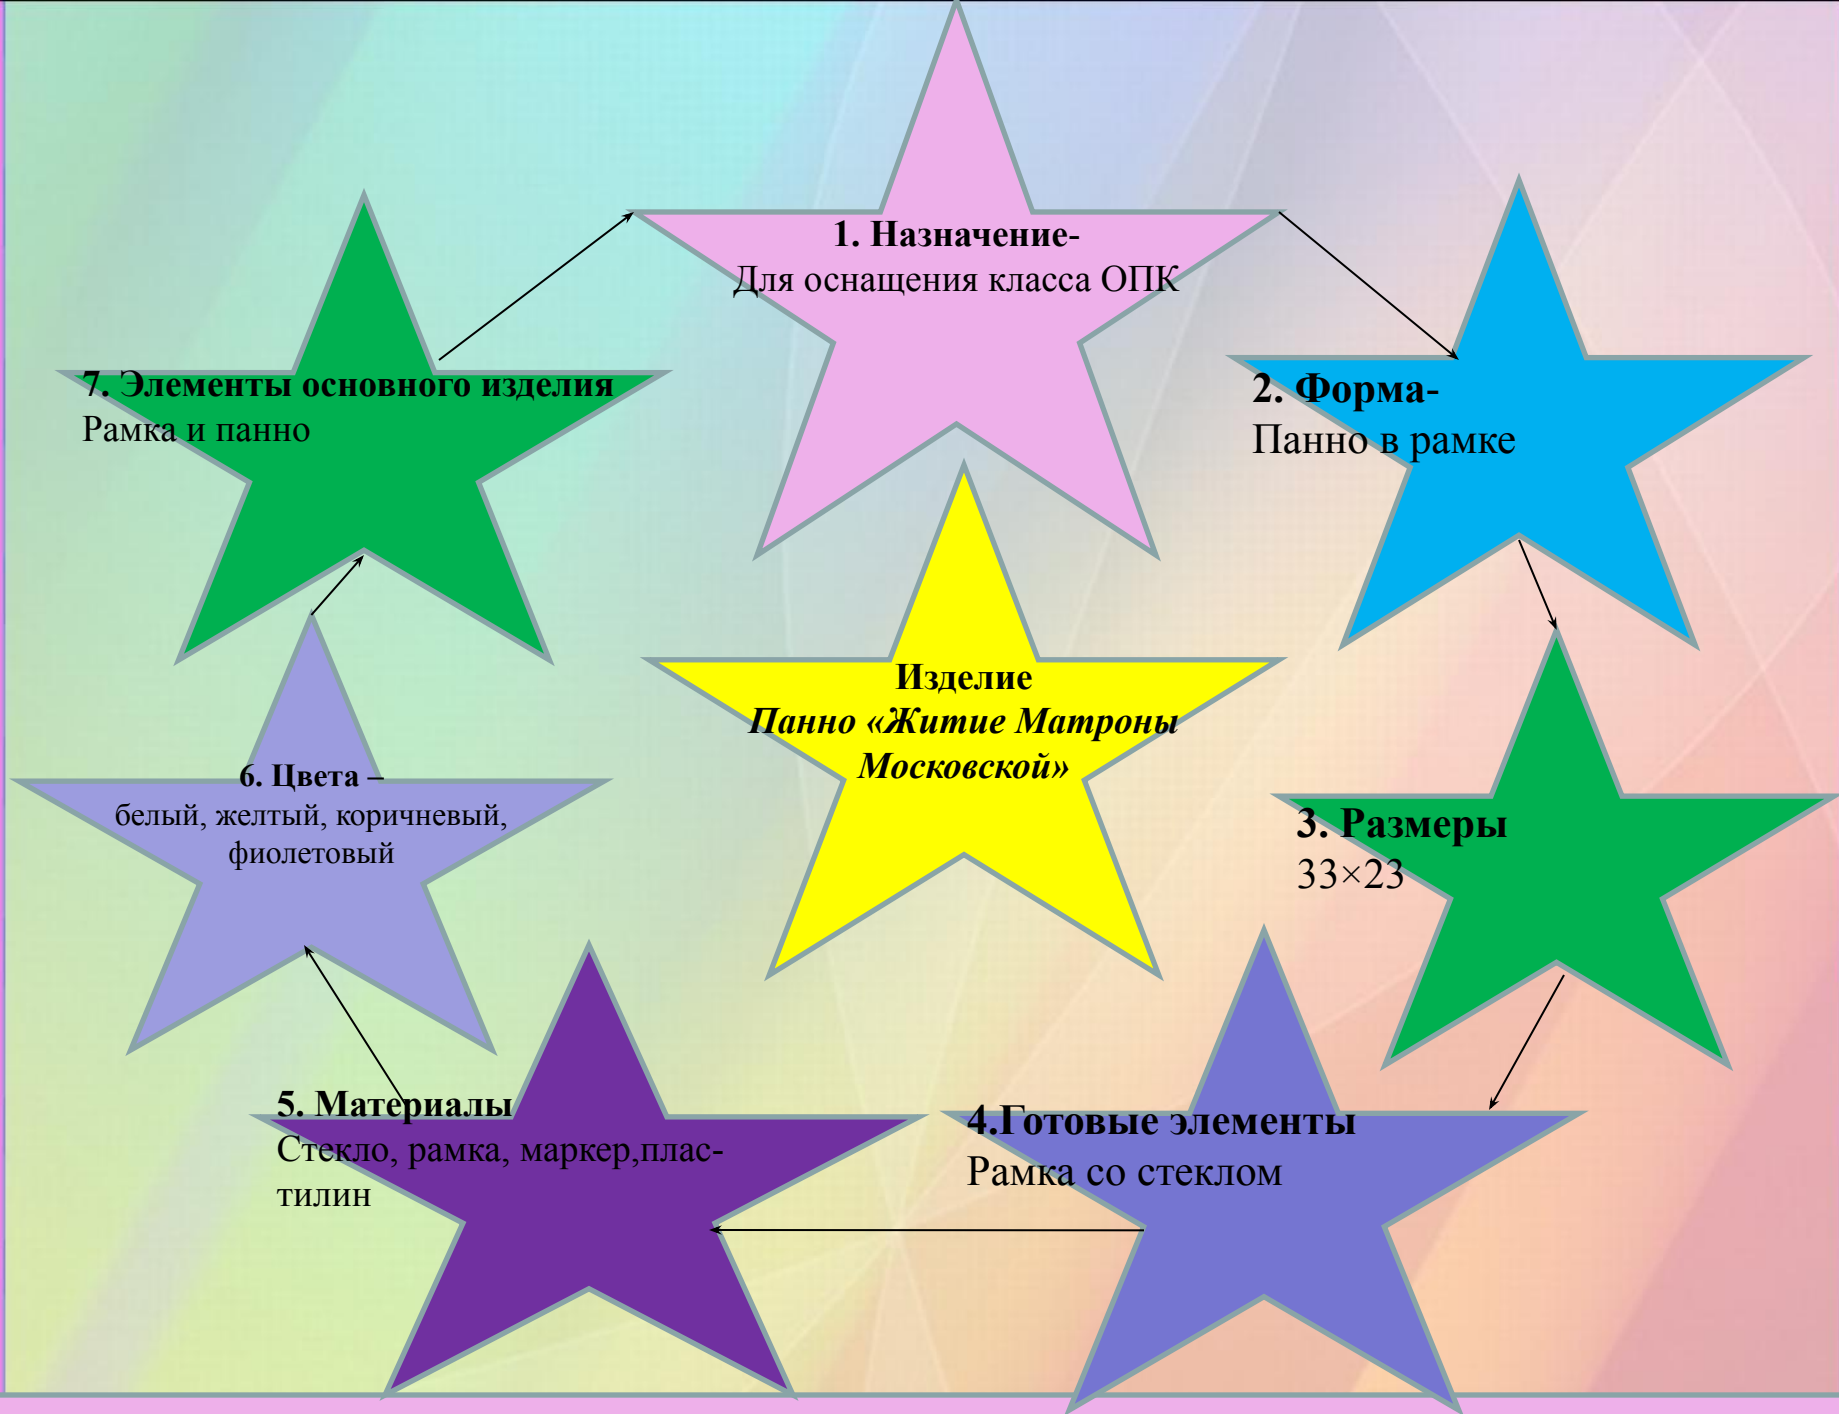 1. Назначение-
Для оснащения класса ОПК
2. Форма-
Панно в рамке
3. Размеры
33×23
4.Готовые элементы
Рамка со стеклом
5. Материалы
Стекло, рамка, маркер,плас-
тилин
6. Цвета –
белый, желтый, коричневый,
фиолетовый
7. Элементы основного изделия
Рамка и панно
Изделие
Панно «Житие Матроны
Московской»